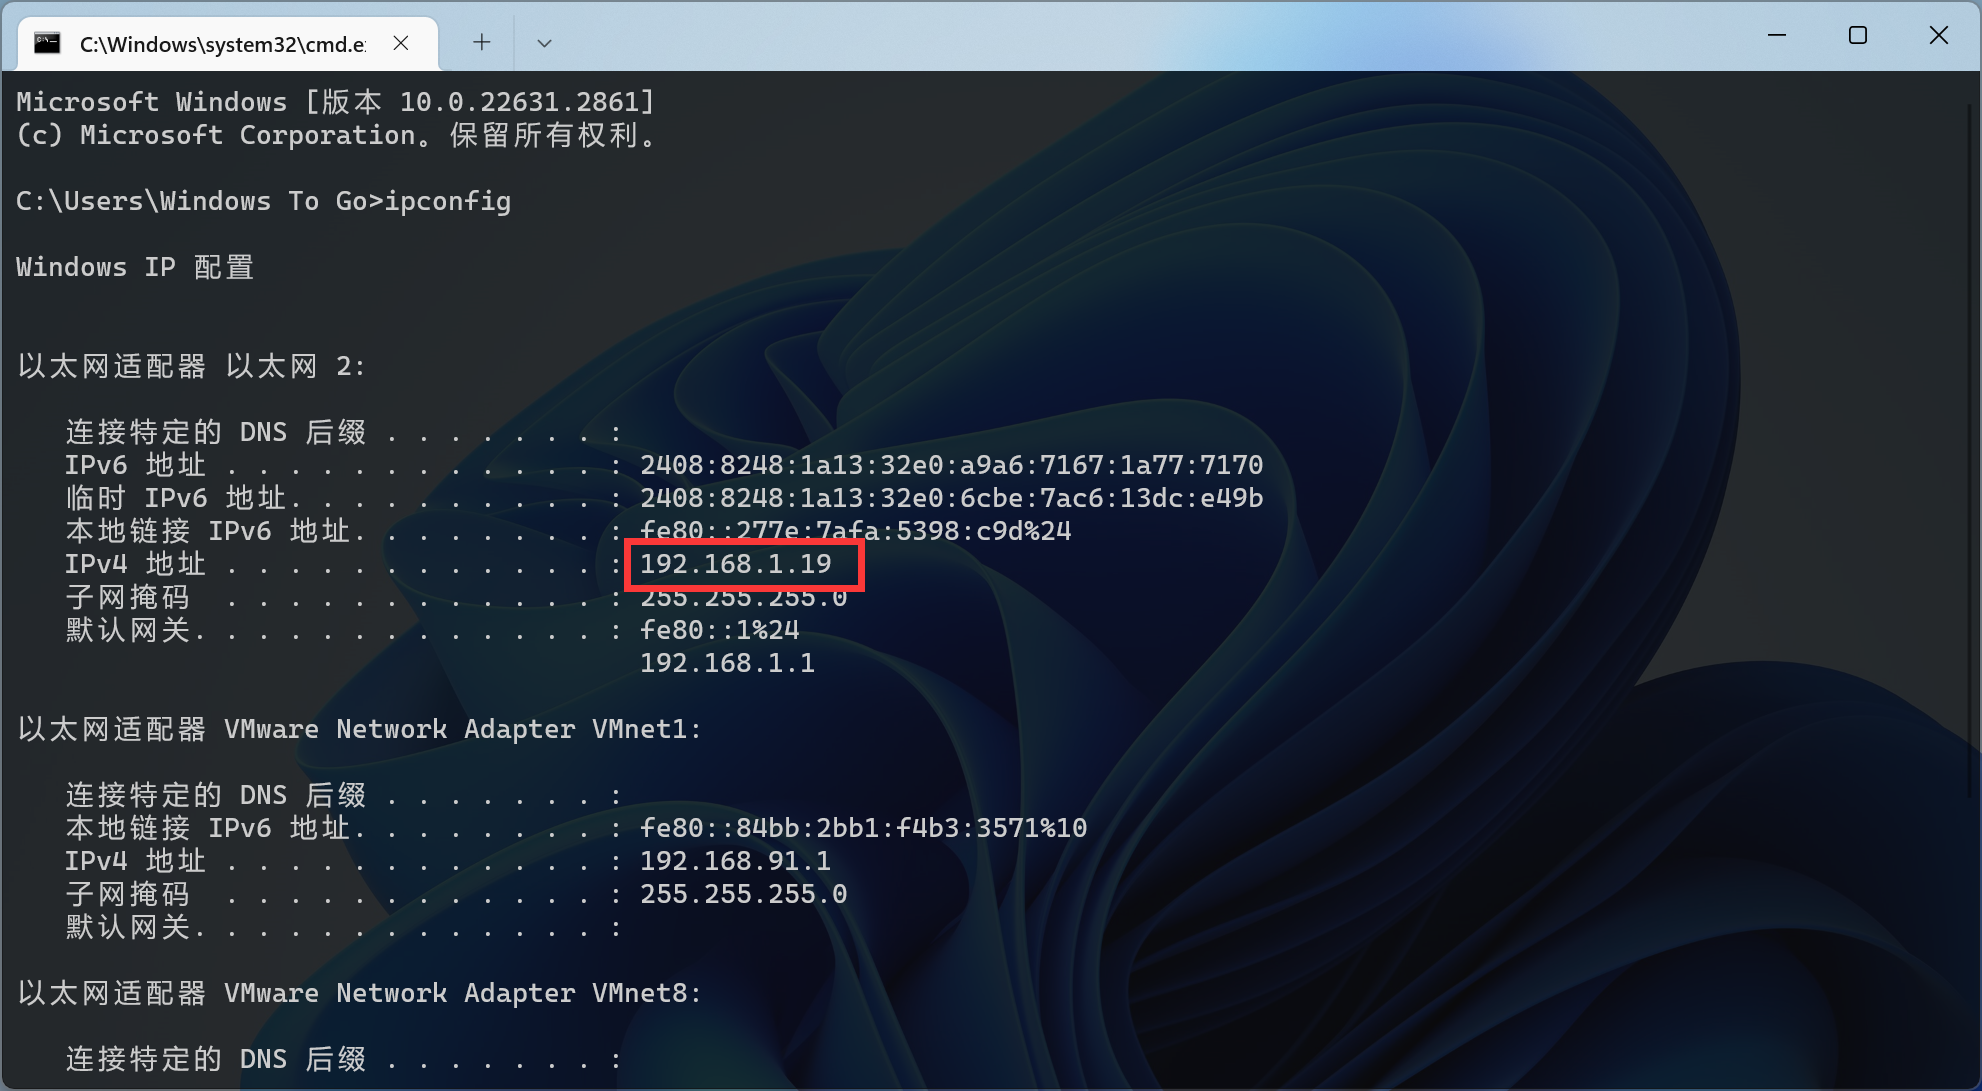 C:\Windows\system32\cmd.e
Microsoft Windows [版本 10.0.22631.2861]
(c) Microsoft Corporation。保留所有权利。
C:\Users\Windows To Go>ipconfig
Windows IP 配置
以太网适配器 以太网 2:
连接特定的 DNS 后缀 . . . . . . . :
IPv6 地址 . . . . . . . . . . . . : 2408:8248:1a13:32e0:a9a6:7167:1a77:7170
临时 IPv6 地址. . . . . . . . . . : 2408:8248:1a13:32e0:6cbe:7ac6:13dc:e49b
本地链接 IPv6 地址. . . . . . . . : fe80::277e:7afa:5398:c9d%24
IPv4 地址 . . . . . . . . . . . . : 192.168.1.19
子网掩码  . . . . . . . . . . . . : 255.255.255.0
默认网关. . . . . . . . . . . . . : fe80::1%24
192.168.1.1
以太网适配器 VMware Network Adapter VMnet1:
连接特定的 DNS 后缀 . . . . . . . :
本地链接 IPv6 地址. . . . . . . . : fe80::84bb:2bb1:f4b3:3571%10
IPv4 地址 . . . . . . . . . . . . : 192.168.91.1
子网掩码  . . . . . . . . . . . . : 255.255.255.0
默认网关. . . . . . . . . . . . . :
以太网适配器 VMware Network Adapter VMnet8:
连接特定的 DNS 后缀 . . . . . . . :